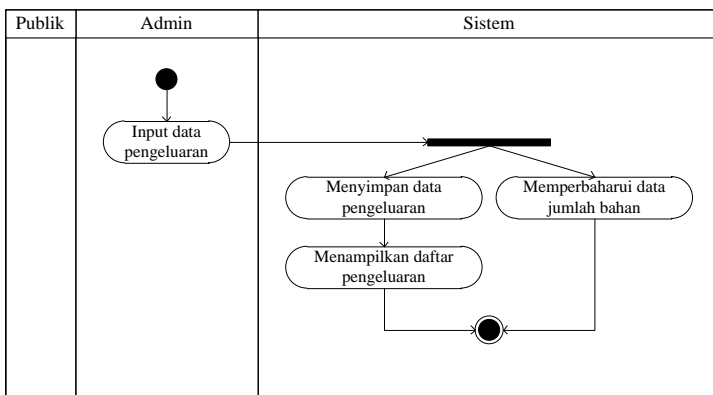 Publik
Admin
Sistem
Input data
pengeluaran
Menyimpan data
pengeluaran
Memperbaharui data
jumlah bahan
Menampilkan daftar
pengeluaran